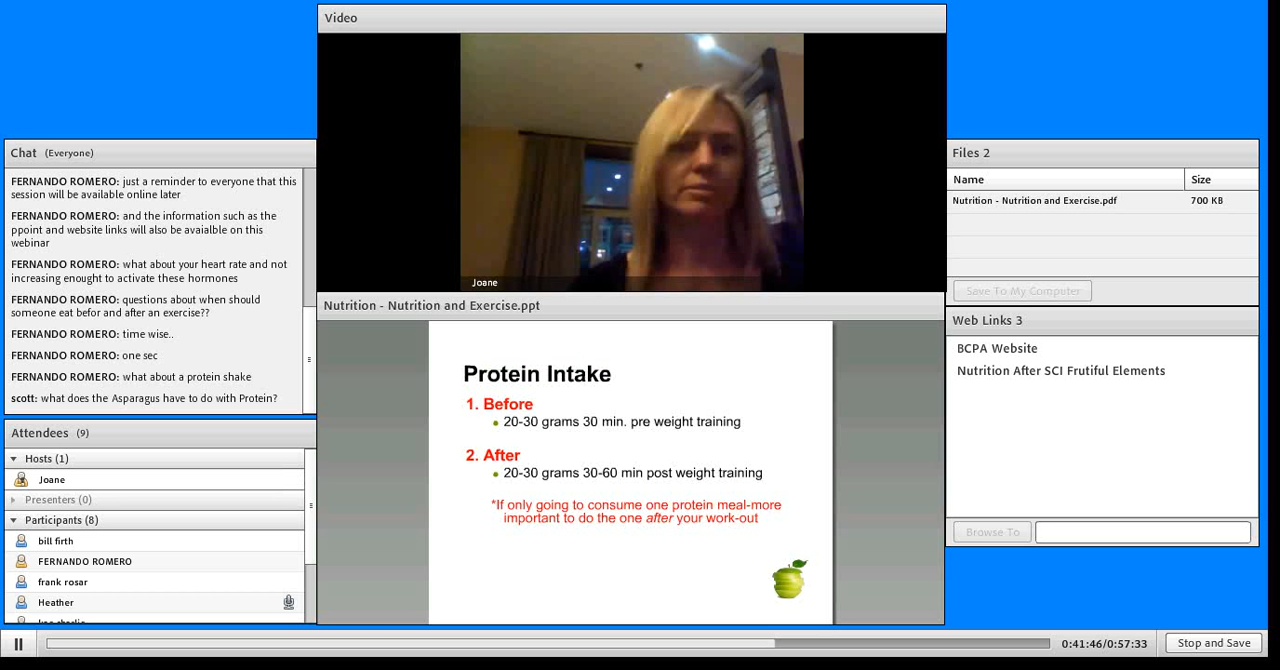 Video
Joane
Chat (Everyone)
FERNANDO ROMERO: just a reminder to everyone that this
session will be available online later
FERNANDO ROMERO: and the information such as the
ppoint and website links will also be avaialble on this
webinar
FERNANDO ROMERO: what about your heart rate and not
increasing enought to activate these hormones
FERNANDO ROMERO: questions about when should
someone eat befor and after an exercise??
FERNANDO ROMERO: time wise..
FERNANDO ROMERO: one sec
FERNANDO ROMERO: what about a protein shake
scott: what does the Asparagus have to do with Protein?
Attendees (9)
Hosts (1)
Joane
Presenters (0)
Participants (8)
bill firth
FERNANDO ROMERO
frank rosar
Heather
Nutrition - Nutrition and Exercise.ppt
Protein Intake
1. Before
• 20-30 grams 30 min. pre weight training
2. After
• 20-30 grams 30-60 min post weight training
*If only going to consume one protein meal-more
important to do the one after your work-out
Files 2
Name Size
Nutrition - Nutrition and Exercise.pdf 700 KB
Save To My Computer
Web Links 3
BCPA Website
Nutrition After SCI Frutiful Elements
Browse To
0:41:46/0:57:33
Stop and Save